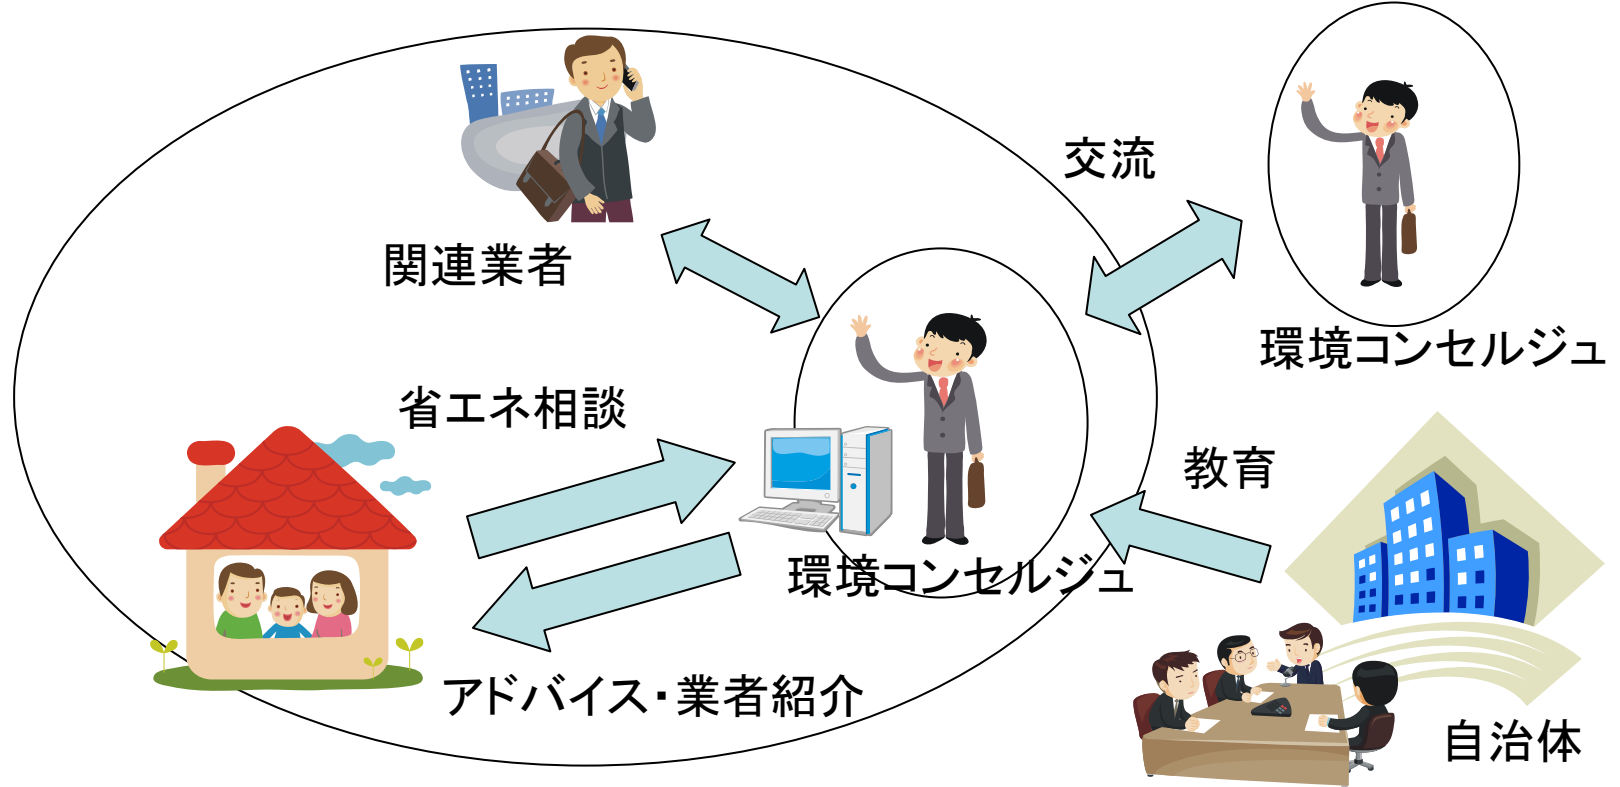 交流
関連業者
環境コンセルジュ
省エネ相談
教育
環境コンセルジュ
アドバイス・業者紹介
自治体